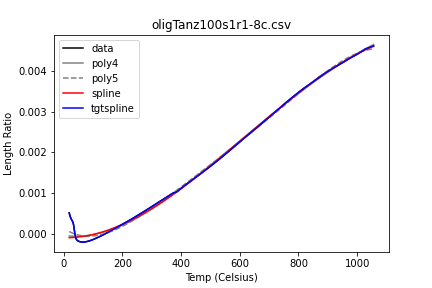 oligTanz100s1r1-8c.csv
data
poly4
poly5
spline
tgtspline
0.004
0.003
0.002
0.001
0.000
Length Ratio
0 200 400 600 800 1000
Temp (Celsius)